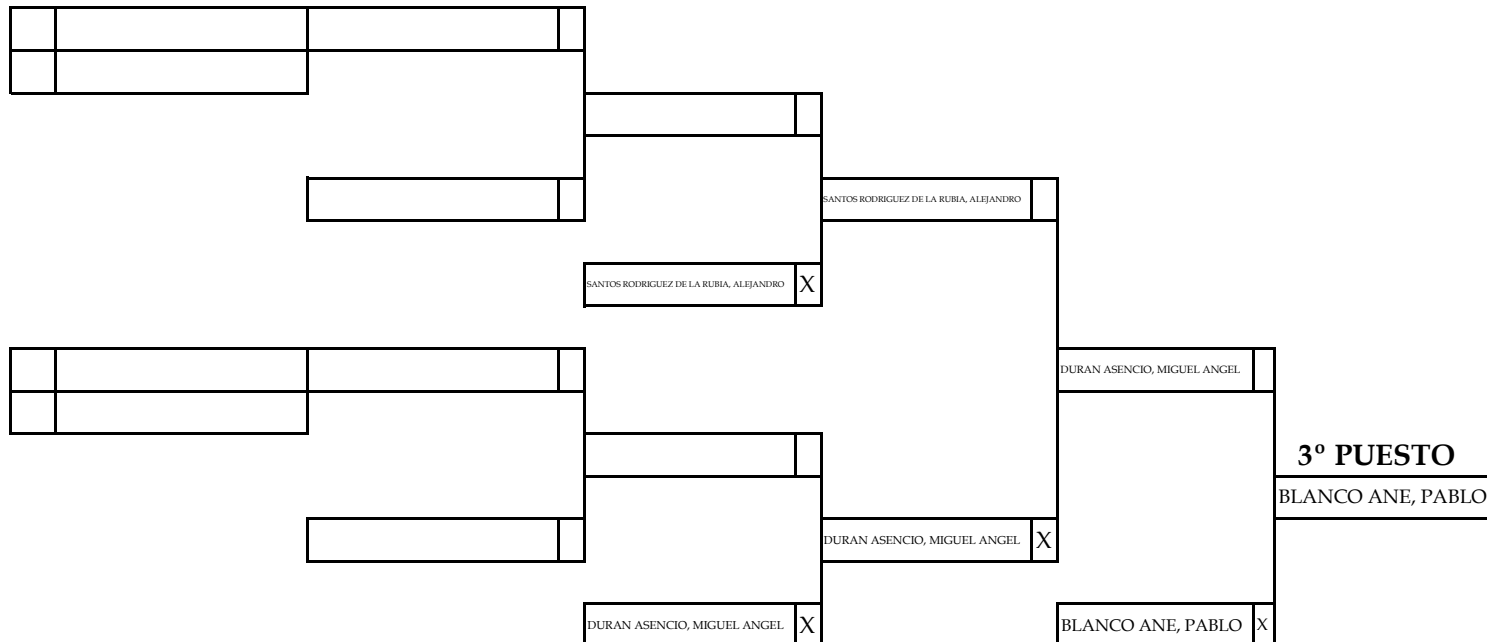 SANTOS RODRIGUEZ DE LA RUBIA, ALEJANDRO
SANTOS RODRIGUEZ DE LA RUBIA, ALEJANDRO X
DURAN ASENCIO, MIGUEL ANGEL
3º PUESTO
BLANCO ANE, PABLO
DURAN ASENCIO, MIGUEL ANGEL X
DURAN ASENCIO, MIGUEL ANGEL X
BLANCO ANE, PABLO X